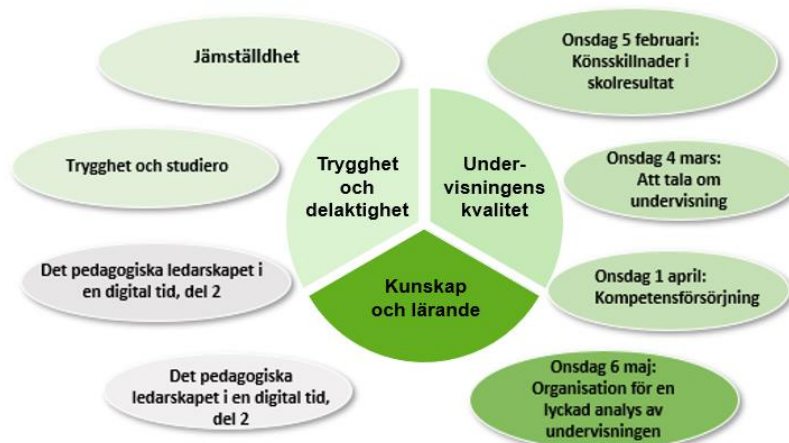 Jämställdhet
Trygghet och studiero
Det pedagogiska ledarskapet i
en digital tid, del 2
Det pedagogiska
ledarskapet i en digital tid,
del 2
Trygghet
och
delaktighet
Under-
visningens
kvalitet
Kunskap
och lärande
Onsdag 5 februari:
Könsskillnader i
skolresultat
Onsdag 4 mars:
Att tala om
undervisning
Onsdag 1 april:
Kompetensförsörjning
Onsdag 6 maj:
Organisation för en
lyckad analys av
undervisningen